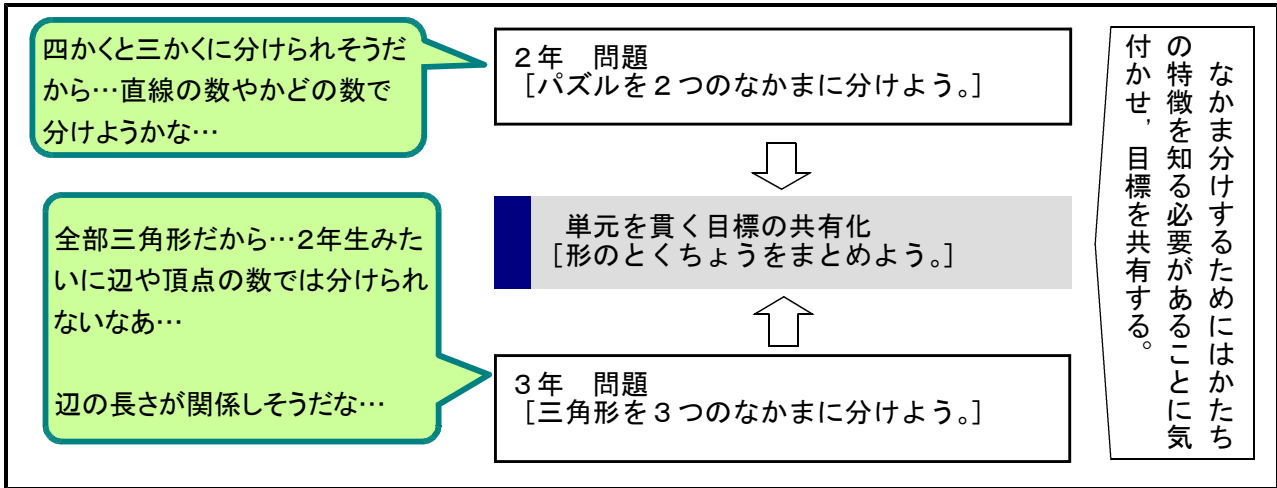 四かくと三かくに分けられそうだ
から…直線の数やかどの数で
分けようかな…
2年　問題
[パズルを2つのなかまに分けよう。]
単元を貫く目標の共有化
[形のとくちょうをまとめよう。]
全部三角形だから…2年生みた
いに辺や頂点の数では分けられ
ないなあ…
辺の長さが関係しそうだな…
3年　問題
[三角形を3つのなかまに分けよう。]
なかま分けするためにはかたち
の特徴を知る必要があることに気
付かせ，目標を共有する。